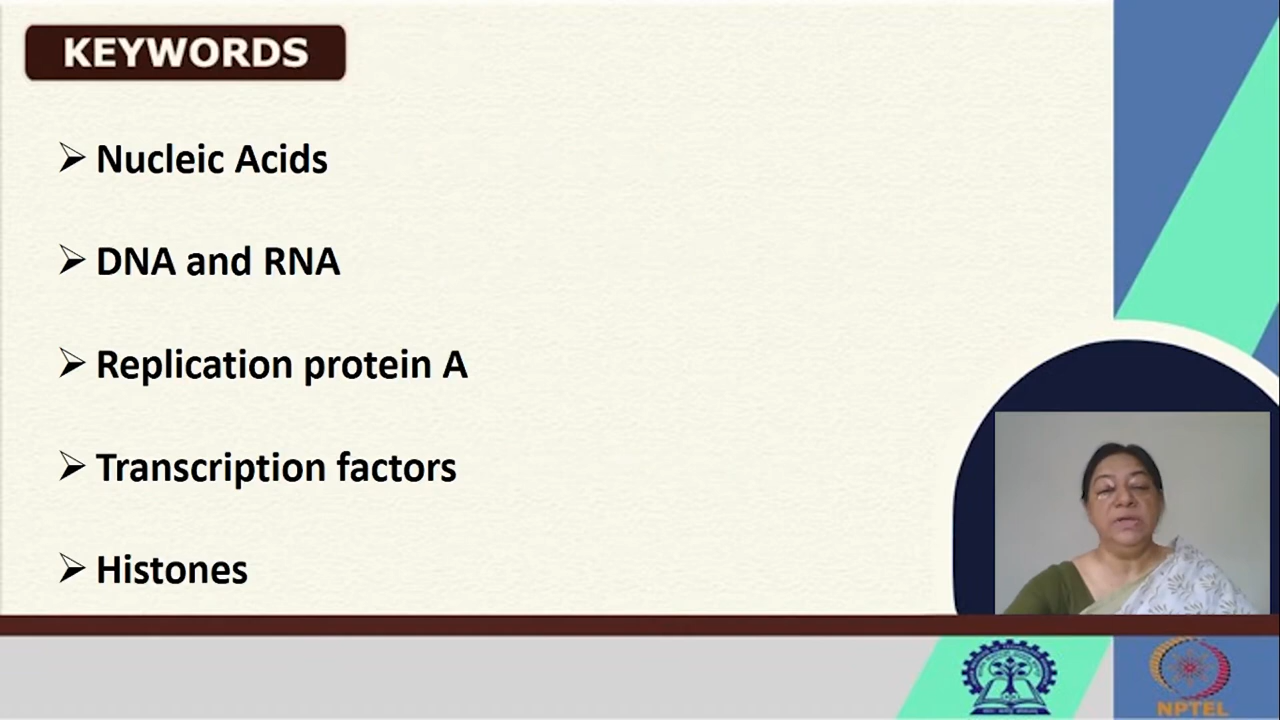 KEYWORDS
➢ Nucleic Acids
➢ DNA and RNA
➢ Replication protein A
➢ Transcription factors
➢ Histones
NPTEL